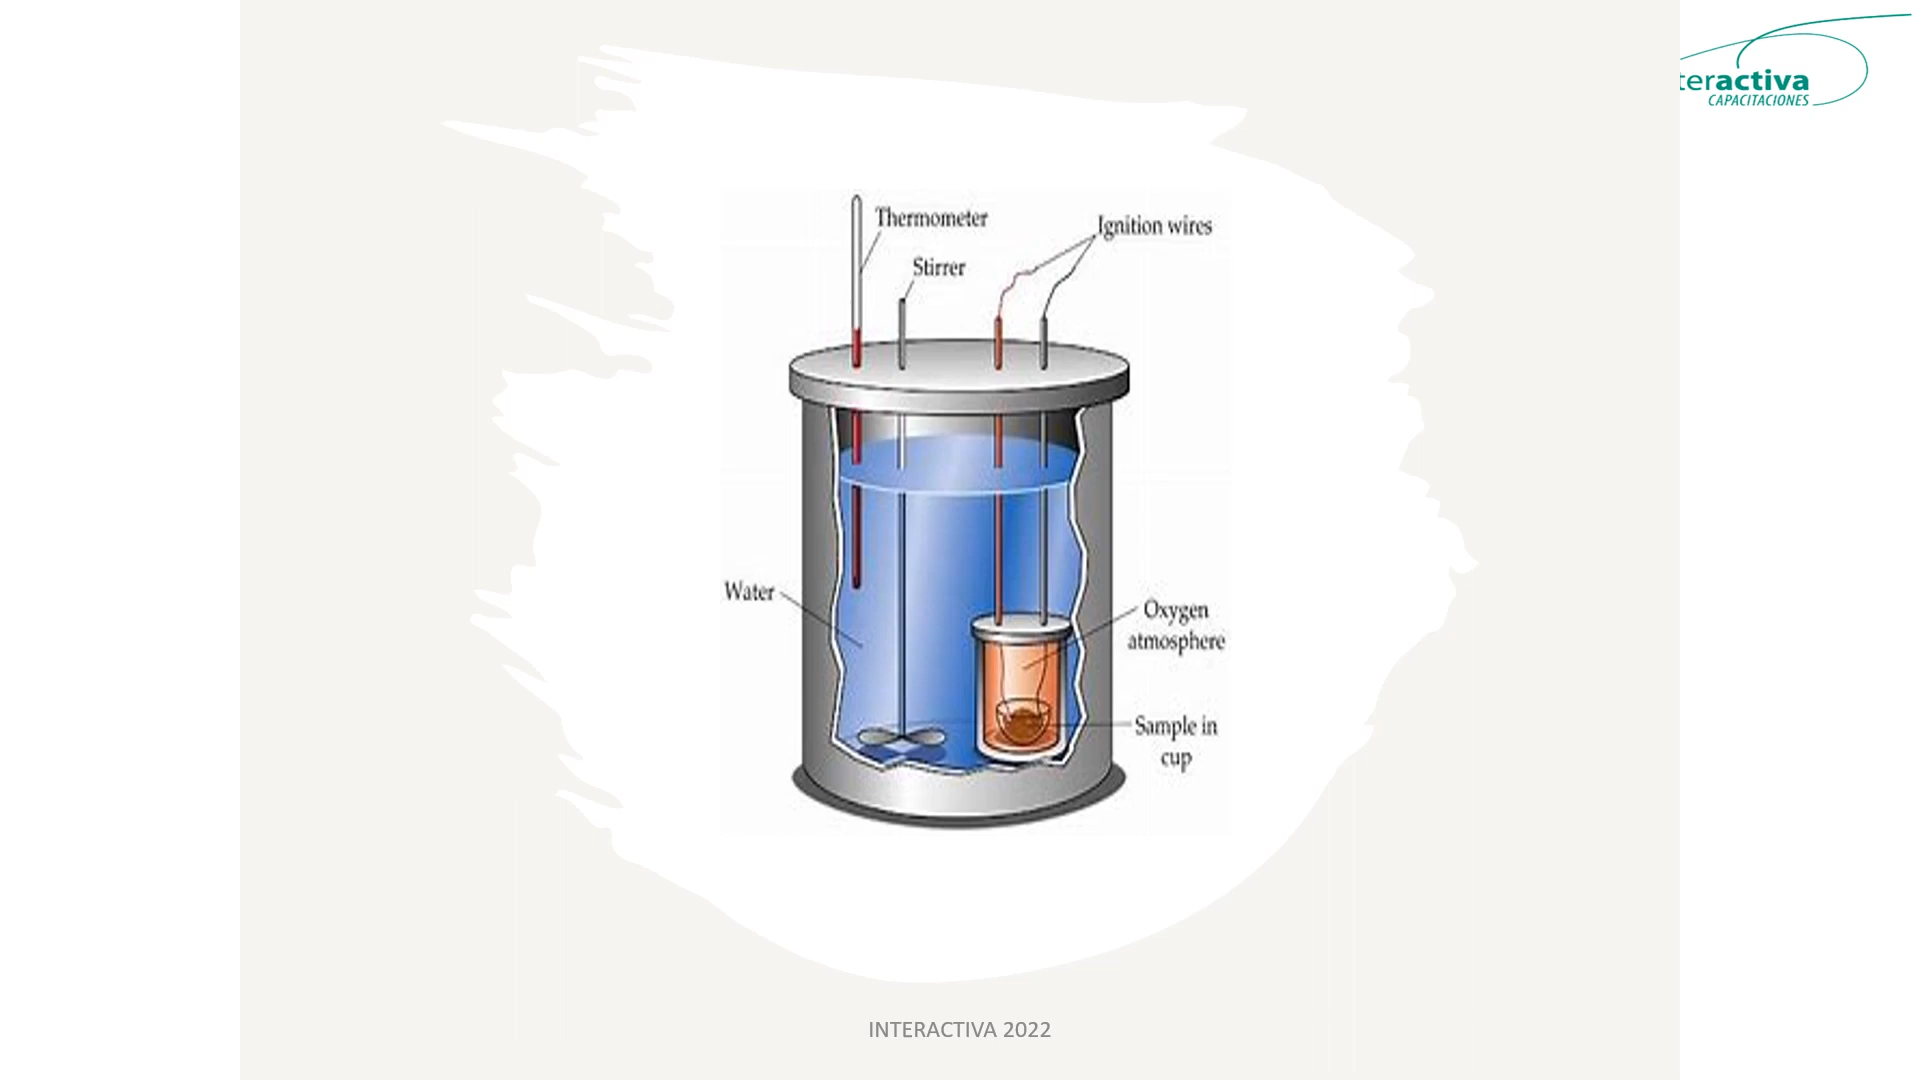 teractiva
CAPACITACIONES
Thermometer
Ignition wires
Stirrer
Water
Oxygen
atmosphere
Sample in
cup
INTERACTIVA 2022